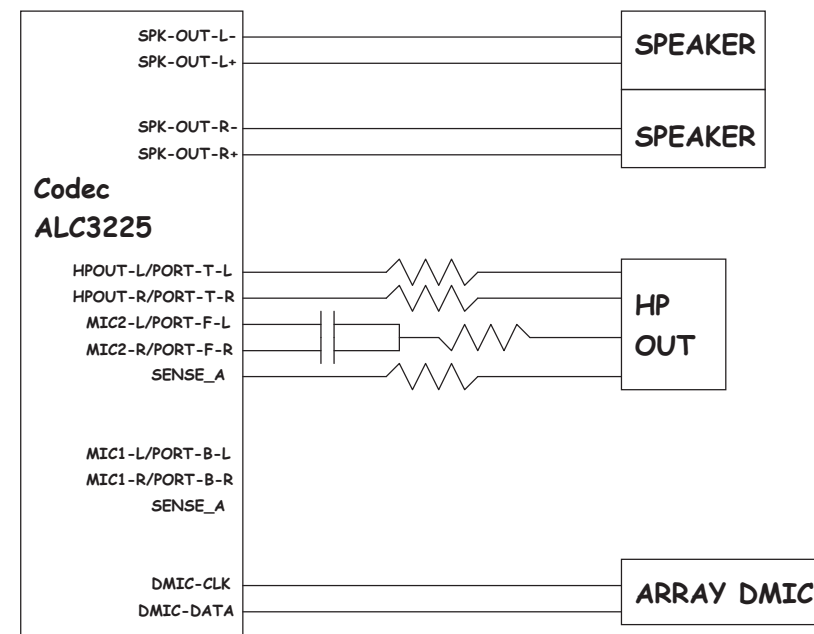 SPK-OUT-L-
SPK-OUT-L+
SPEAKER
SPK-OUT-R-
SPK-OUT-R+
SPEAKER
Codec
ALC3225
HPOUT-L/PORT-T-L
HPOUT-R/PORT-T-R
MIC2-L/PORT-F-L
MIC2-R/PORT-F-R
SENSE_A
HP
OUT
MIC1-L/PORT-B-L
MIC1-R/PORT-B-R
SENSE_A
DMIC-CLK
DMIC-DATA
ARRAY DMIC